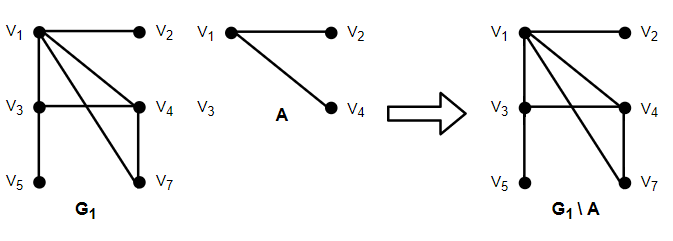 V1 V2 V1 V2 V1 V2
V3 V4 V3 V4 V3 V4
A
V5 V7 V5 V7
G1 G1 \ A